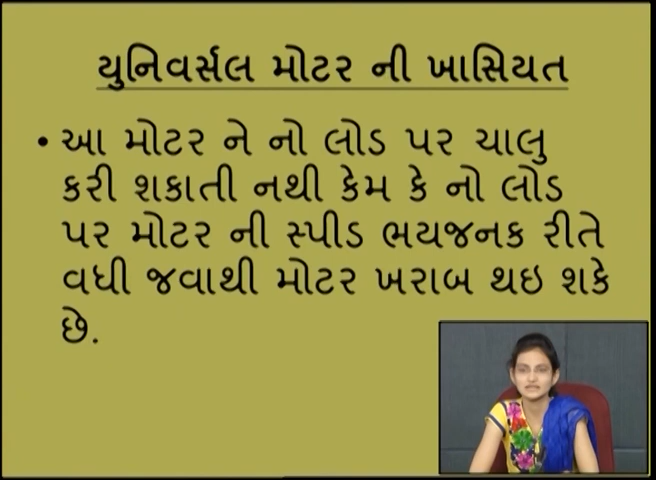 યુનિવર્સલ મોટર ની ખાસિયત
• આ મોટર ને નો લોડ પર ચાલુ
કરી શકાતી નથી કેમ કે નો લોડ
પર મોટર ની સ્પીડ ભયજનક રીતે
વધી જવાથી મોટર ખરાબ થઇ શકે
છે.